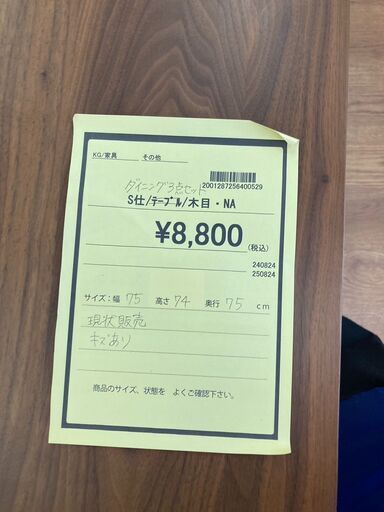 KG/家具 その他
ダイニング3点セット
2001287256400529
S仕/テーブル/木目・NA
¥8,800(税込)
240824
250824
サイズ:幅 75 高さ 74 奥行 75 cm
現状販売
キズあり
商品のサイズ、状態を よくご確認下さい。